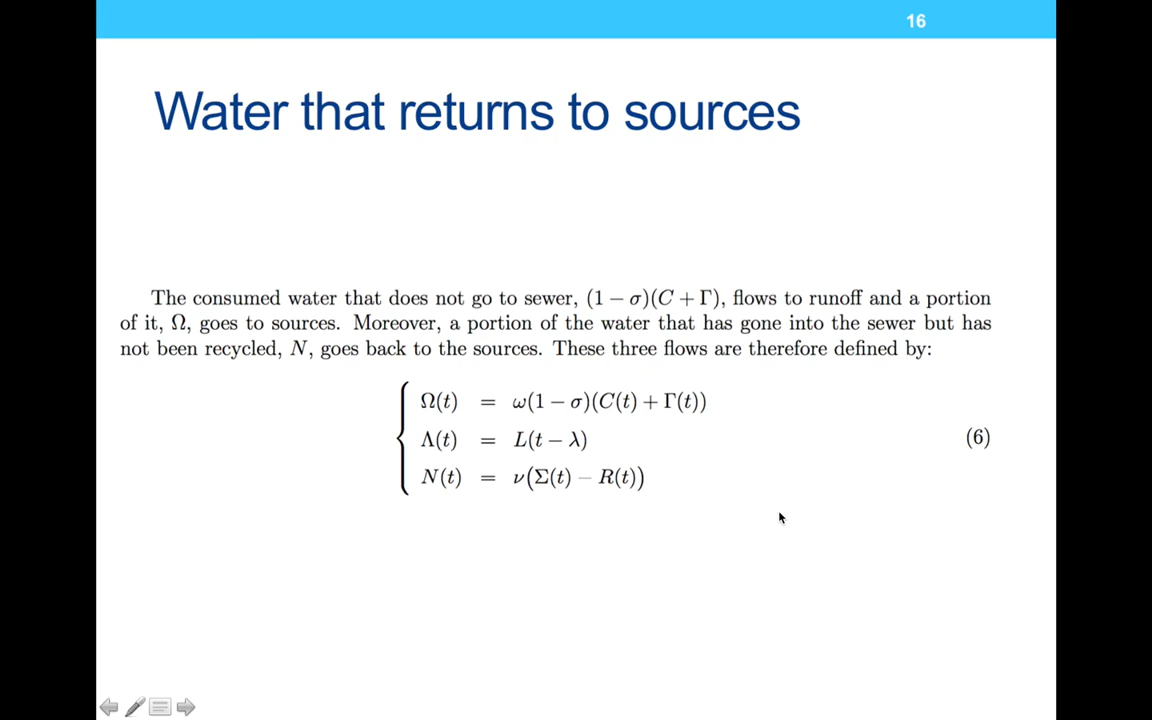 16
Water that returns to sources
The consumed water that does not go to sewer, (1 − σ)(C + Γ), flows to runoff and a portion
of it, Ω, goes to sources. Moreover, a portion of the water that has gone into the sewer but has
not been recycled, N, goes back to the sources. These three flows are therefore defined by:
Ω(t) = ω(1 − σ)(C(t) + Γ(t))
Λ(t) = L(t − λ)
(6)
N(t) = ν(Σ(t) − R(t))